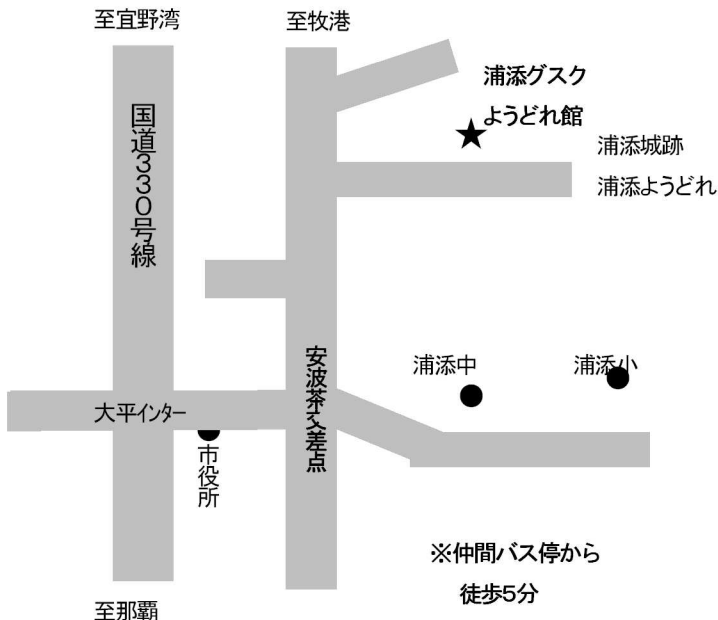 至宜野湾
至牧港
国道330号線
浦添グスク
ようどれ館
浦添城跡
浦添ようどれ
安波茶交差点
浦添中
浦添小
大平インター
市役所
※仲間バス停から
徒歩5分
至那覇